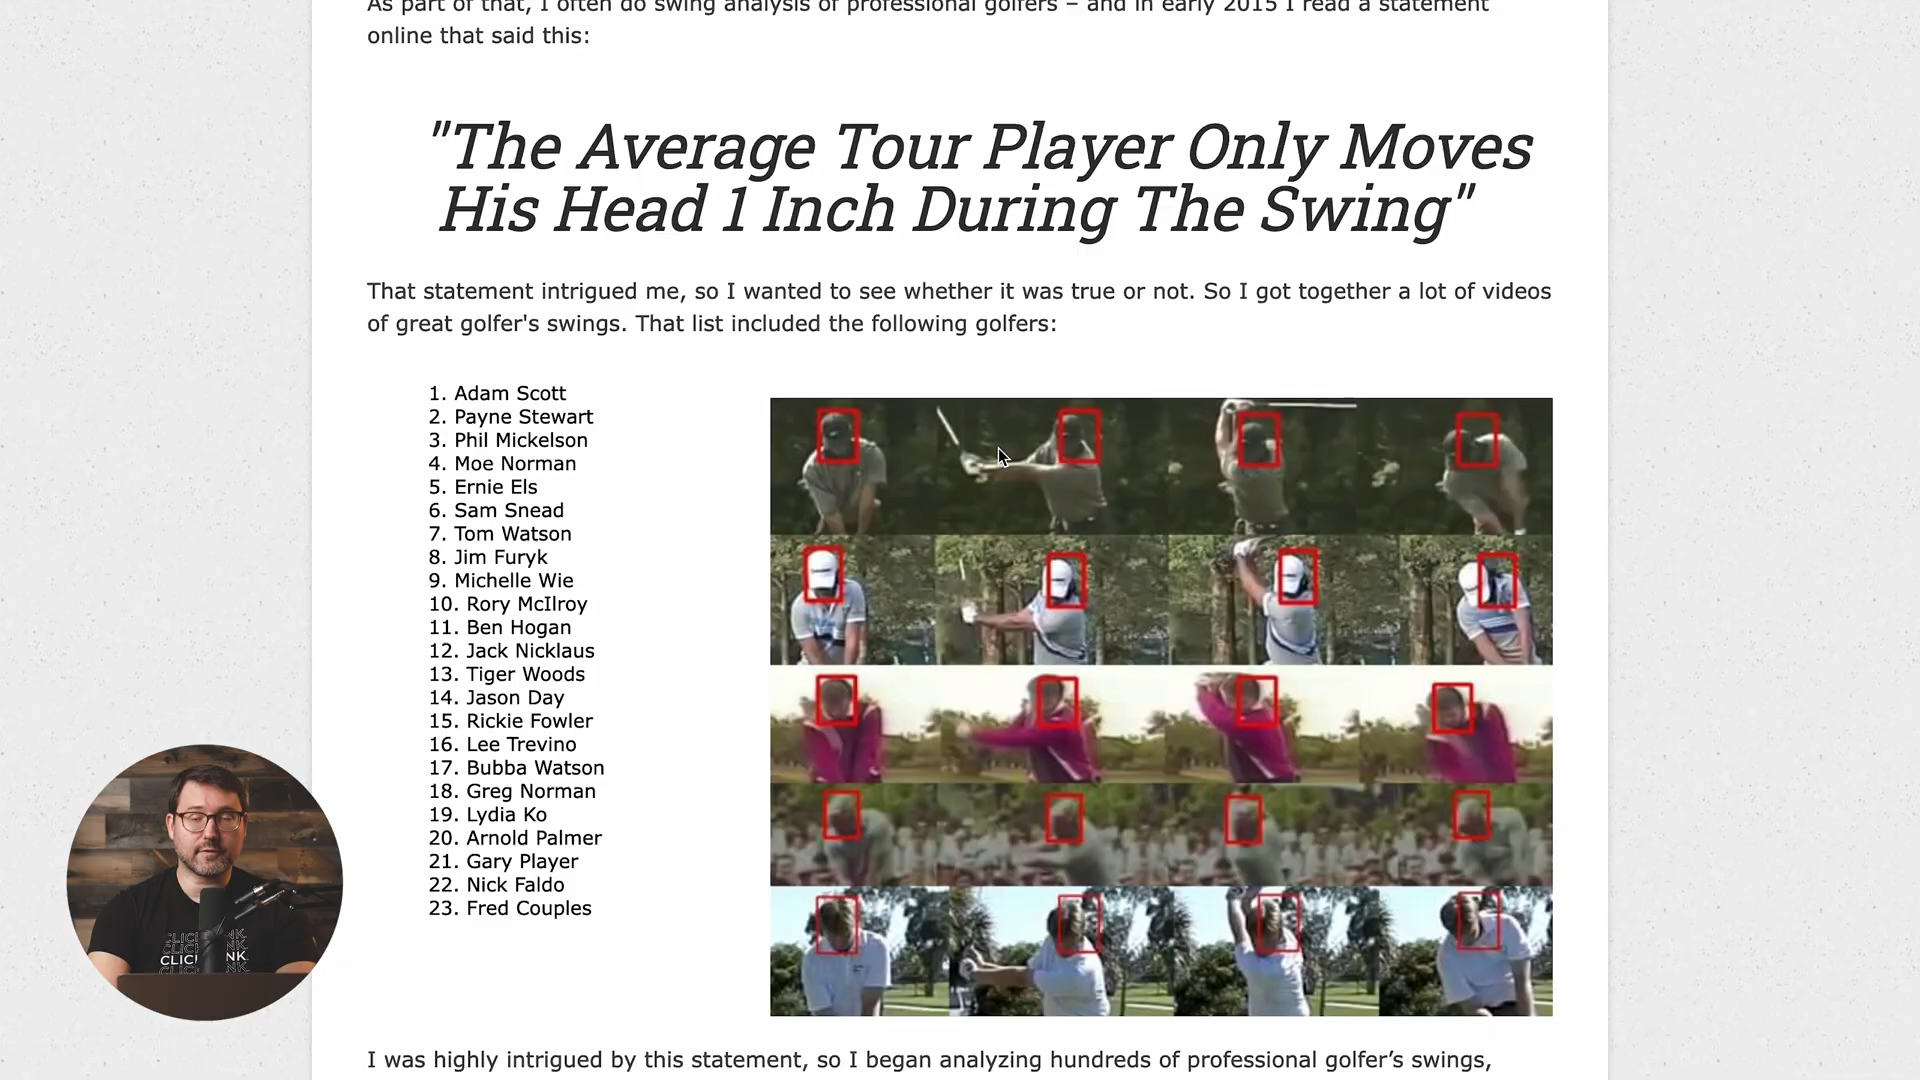 As part of that, I often do swing analysis of professional golfers – and in early 2015 I read a statement
online that said this:
"The Average Tour Player Only Moves
His Head 1 Inch During The Swing"
That statement intrigued me, so I wanted to see whether it was true or not. So I got together a lot of videos
of great golfer's swings. That list included the following golfers:
1. Adam Scott
2. Payne Stewart
3. Phil Mickelson
4. Moe Norman
5. Ernie Els
6. Sam Snead
7. Tom Watson
8. Jim Furyk
9. Michelle Wie
10. Rory McIlroy
11. Ben Hogan
12. Jack Nicklaus
13. Tiger Woods
14. Jason Day
15. Rickie Fowler
16. Lee Trevino
17. Bubba Watson
18. Greg Norman
19. Lydia Ko
20. Arnold Palmer
21. Gary Player
22. Nick Faldo
23. Fred Couples
I was highly intrigued by this statement, so I began analyzing hundreds of professional golfer’s swings,